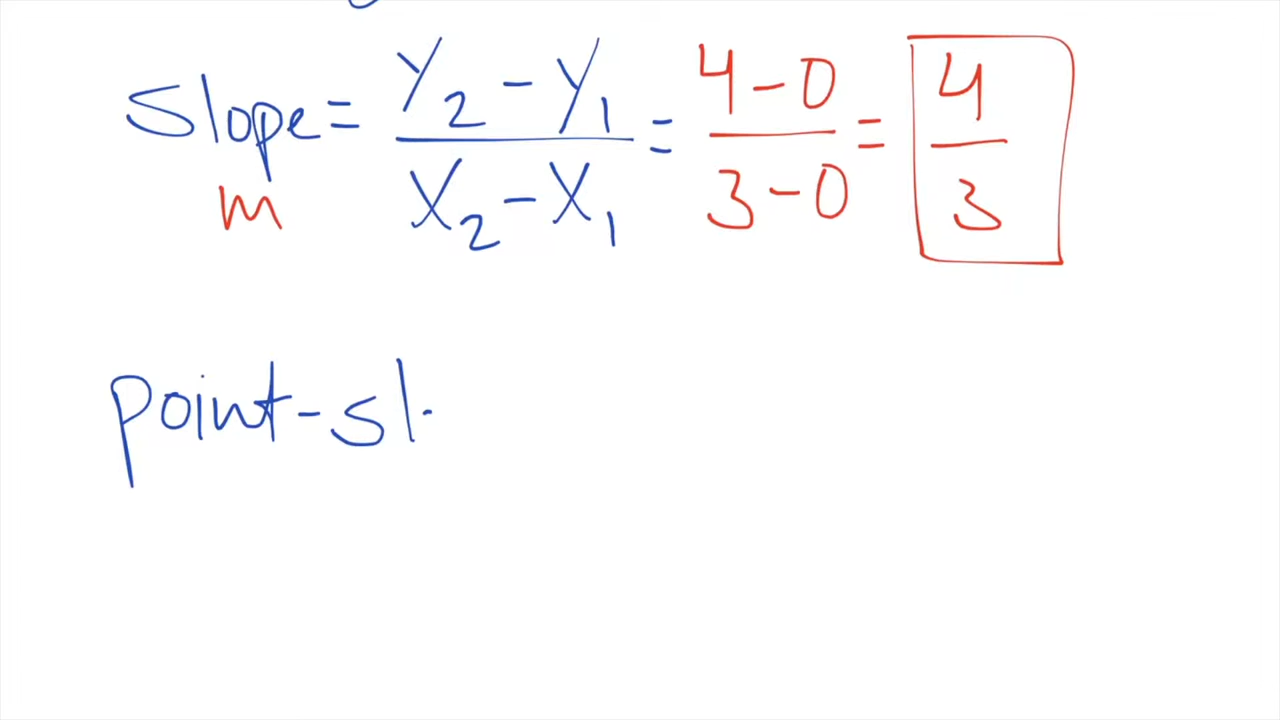 slope = y₂ - y₁ / x₂ - x₁ = 4 - 0 / 3 - 0 = 4 / 3
m
point-sl